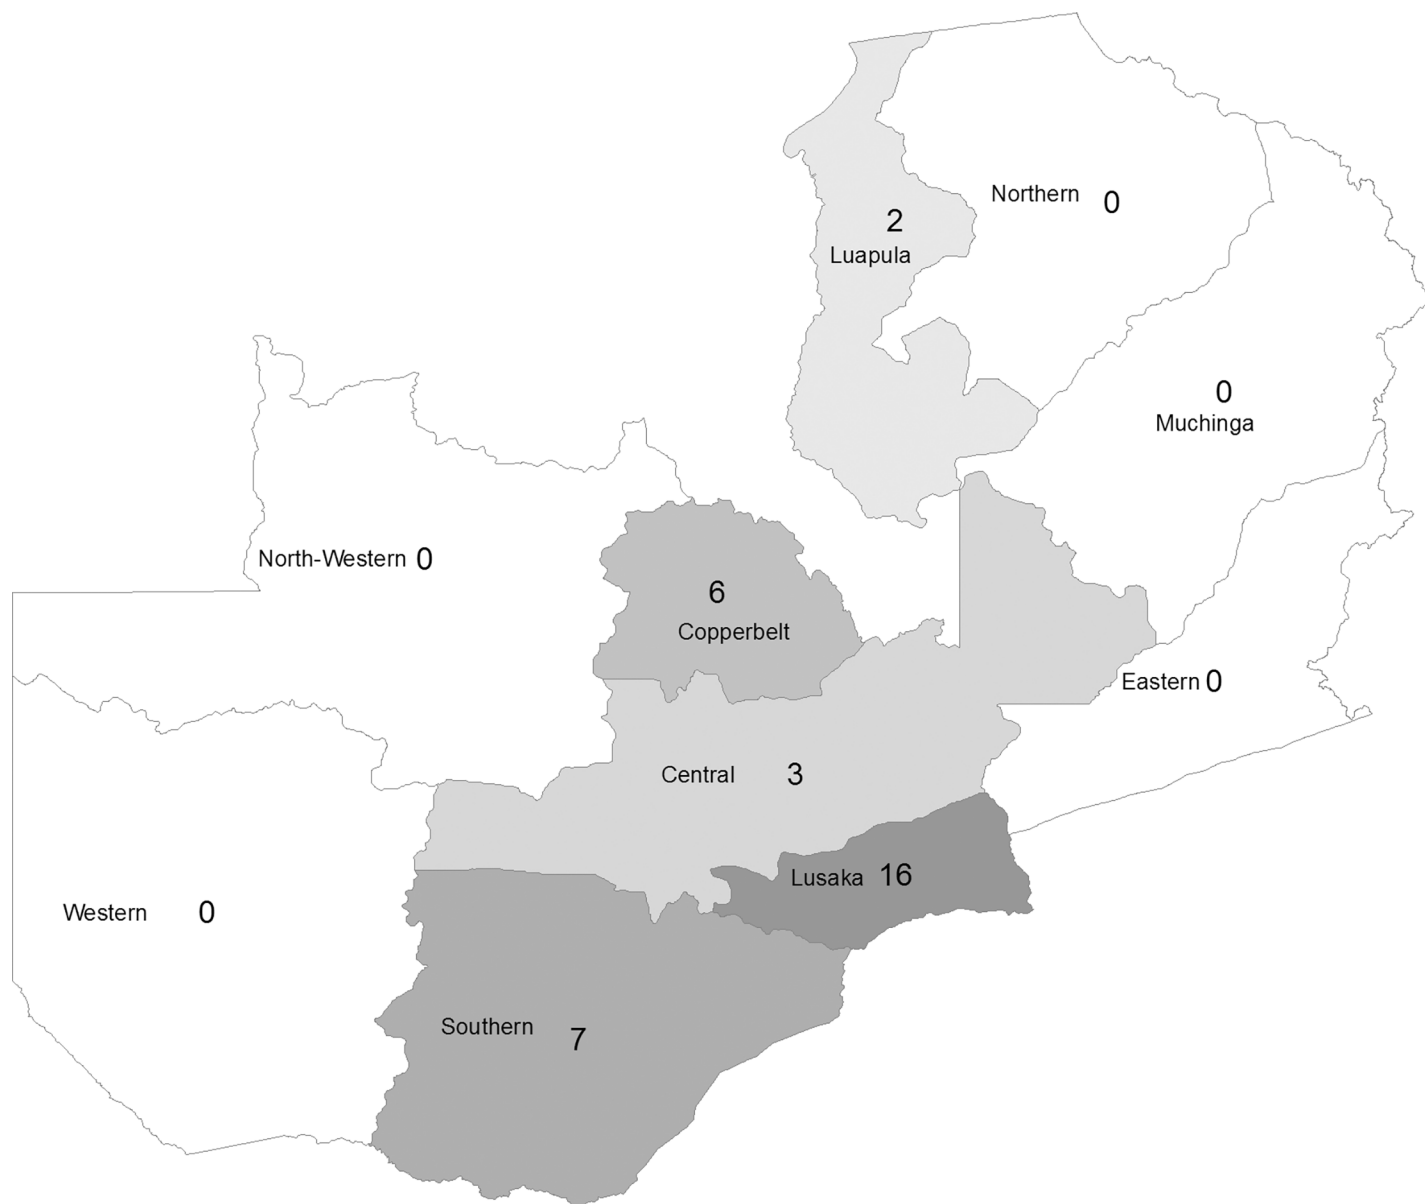 Northern 0
2
Luapula
0
Muchinga
North-Western 0
6
Copperbelt
Eastern 0
Central 3
Lusaka 16
Western 0
Southern 7